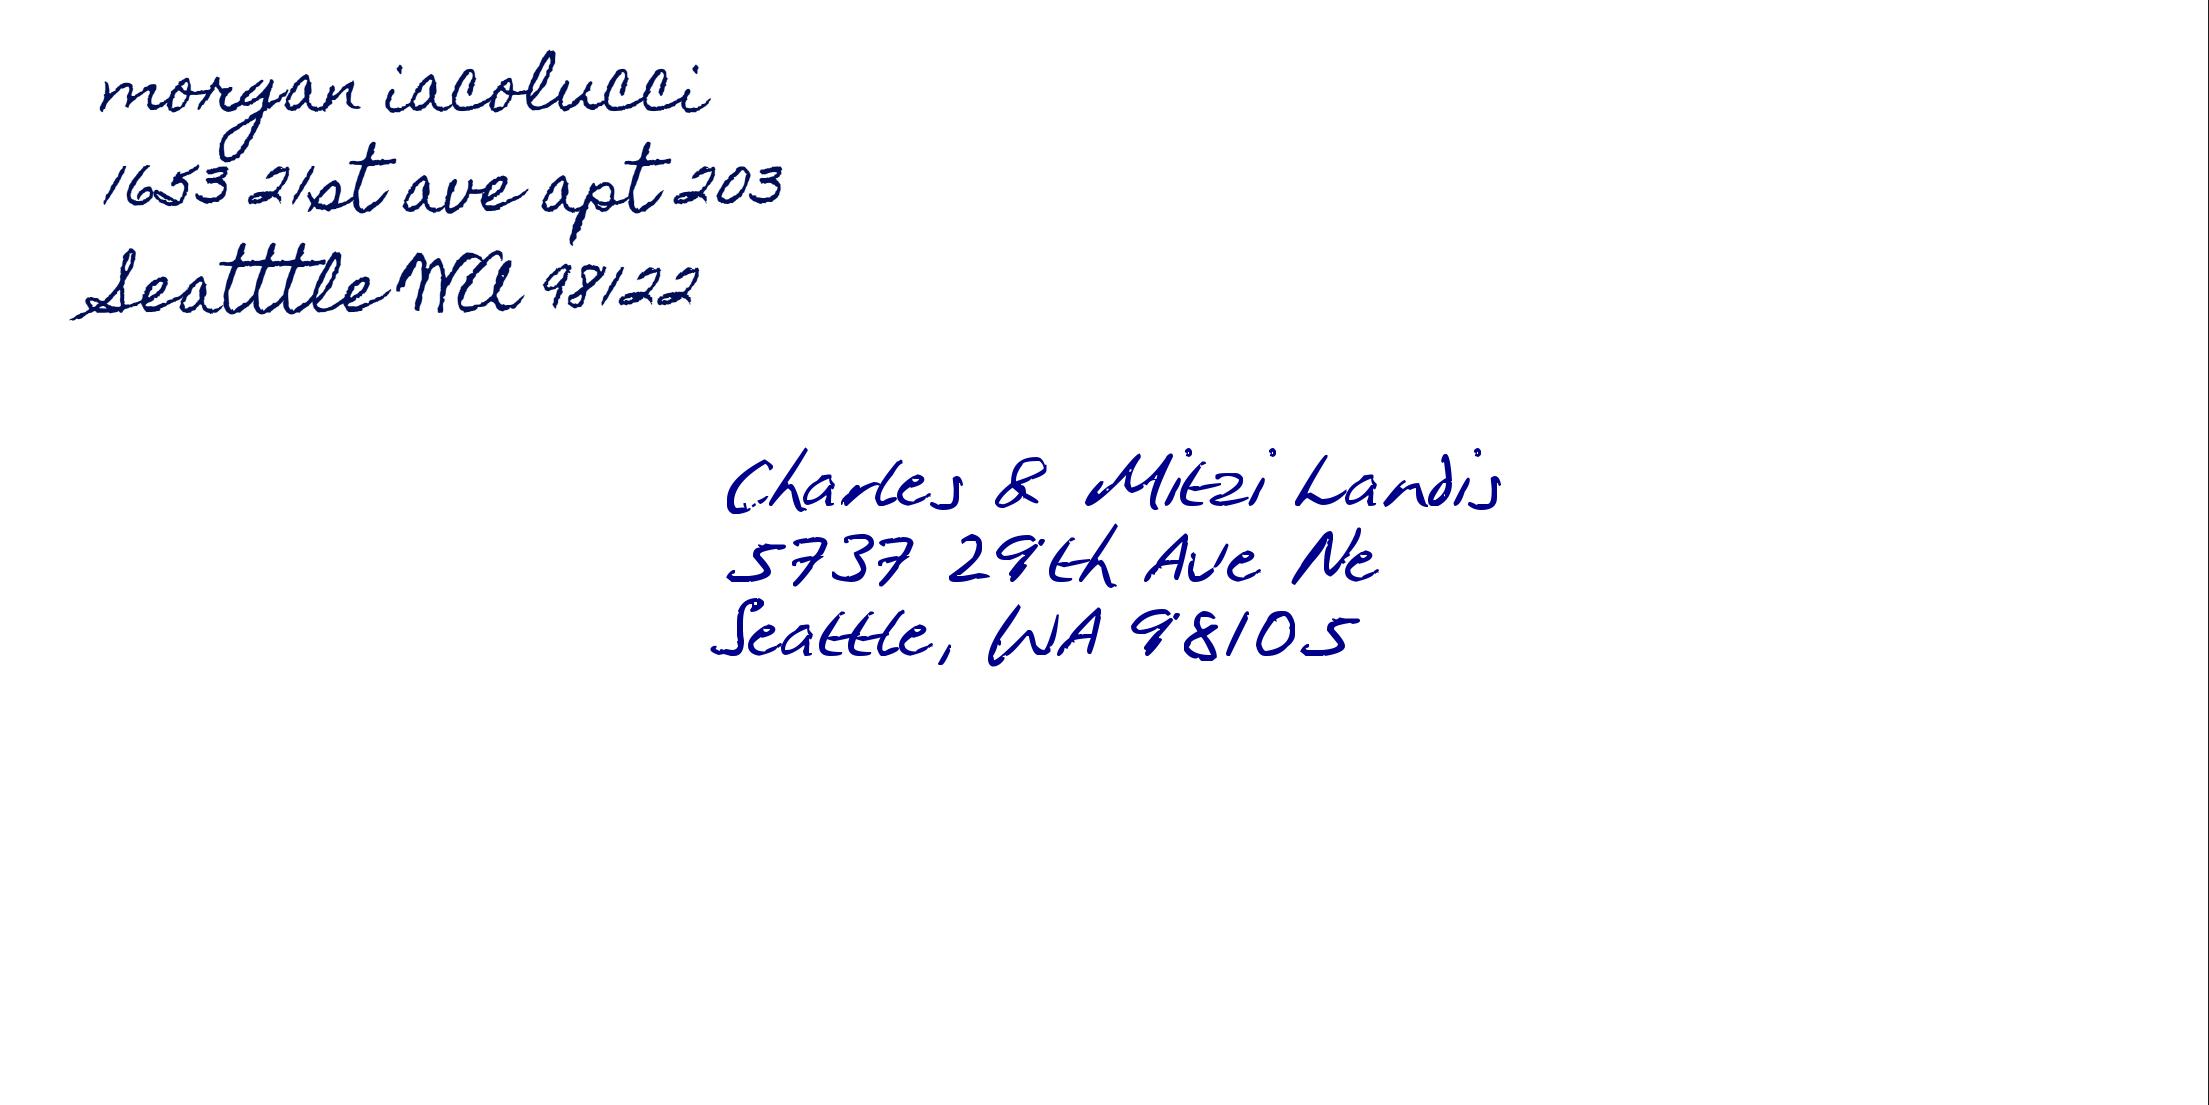 morgan iacolucci
1653 21st ave apt 203
Seatttle WA 98122
Charles & Mitzi Landis
5737 29th Ave Ne
Seattle, WA 98105